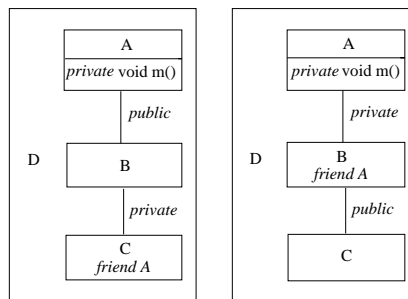 A
private void m()
public
D
B
private
C
friend A
A
private void m()
private
D
B
friend A
public
C